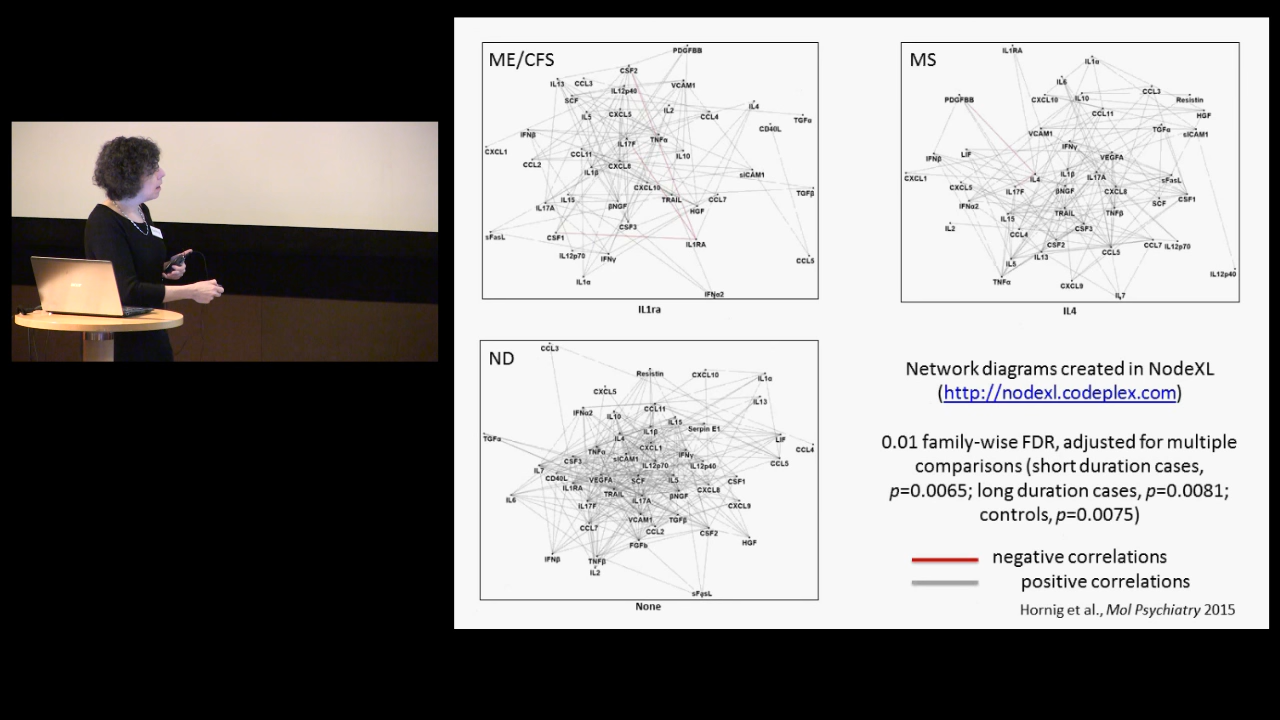 ME/CFS
PDGFBB
CSF2
IL13
CCL3
IL12p40
VCAM1
SCF
IL2
IL4
IL5
CXCL5
CCL4
TGFα
CD40L
IFNβ
TNFα
IL17F
CXCL1
CCL11
IL10
CCL2
CXCL8
IL1β
sICAM1
CXCL10
TGFβ
IL15
TRAIL
CCL7
IL17A
βNGF
HGF
CSF3
sFasL
CSF1
IL1RA
IL12p70
IFNγ
CCL5
IL1α
IFNα2
IL1ra
MS
IL1RA
IL1α
IL6
CCL3
PDGFBB
CXCL10
IL10
Resistin
CCL11
HGF
VCAM1
TGFα
sICAM1
IFNγ
IFNβ
LIF
VEGFA
CXCL1
IL4
IL1β
IL17A
sFasL
CXCL5
IL17F
βNGF
CXCL8
CSF1
IFNα2
SCF
IL15
TRAIL
TNFβ
IL2
CCL4
CSF3
CSF2
CCL7
IL12p70
IL13
CCL5
IL5
IL12p40
TNFα
CXCL9
IL7
IL4
ND
CCL3
Resistin
CXCL10
IL1α
CXCL5
IL13
IFNα2
IL10
CCL11
IL15
IL1β
Serpin E1
TGFα
IL4
LIF
CXCL1
CCL4
TNFα
sICAM1
IFNγ
CSF3
IL12p70
IL12p40
CCL5
IL7
CD40L
VEGFA
SCF
IL5
CSF1
IL1RA
TRAIL
CXCL8
IL6
IL17A
βNGF
IL17F
CXCL9
VCAM1
TGFβ
CCL7
CCL2
CSF2
HGF
FGFb
IFNβ
TNFβ
IL2
sFasL
None
Network diagrams created in NodeXL
(http://nodexl.codeplex.com)
0.01 family-wise FDR, adjusted for multiple
comparisons (short duration cases,
p=0.0065; long duration cases, p=0.0081;
controls, p=0.0075)
negative correlations
positive correlations
Hornig et al., Mol Psychiatry 2015